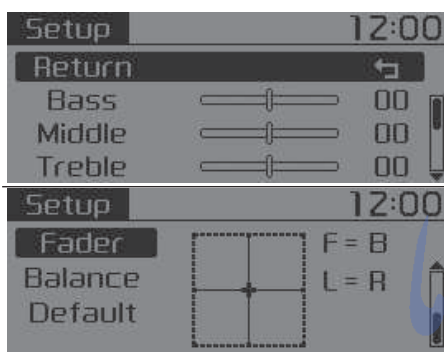 Setup 12:00
Return
Bass 00
Middle 00
Treble 00
Setup 12:00
Fader F = B
Balance L = R
Default